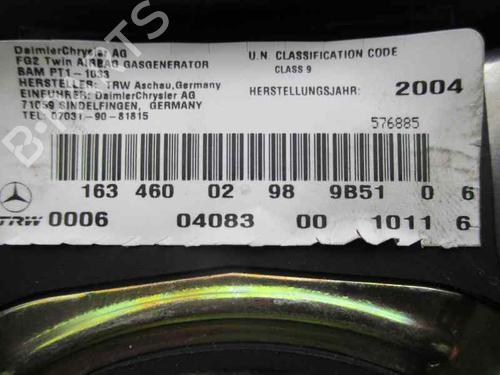 DaimlerChrysler AG
FG2 Twin AIRBAG GASGENERATOR
BAM PT1-1033
HERSTELLER: TRW Aschau,Germany
EINFÜHRER: DaimlerChrysler AG
71059 SINDELFINGEN, GERMANY
TEL: 07031-90-81815
U.N. CLASSIFICATION CODE
CLASS 9
HERSTELLUNGSJAHR: 2004
576885
163 460 02 98 9B51 0 6
TRW 0006 04083 00 1011 6